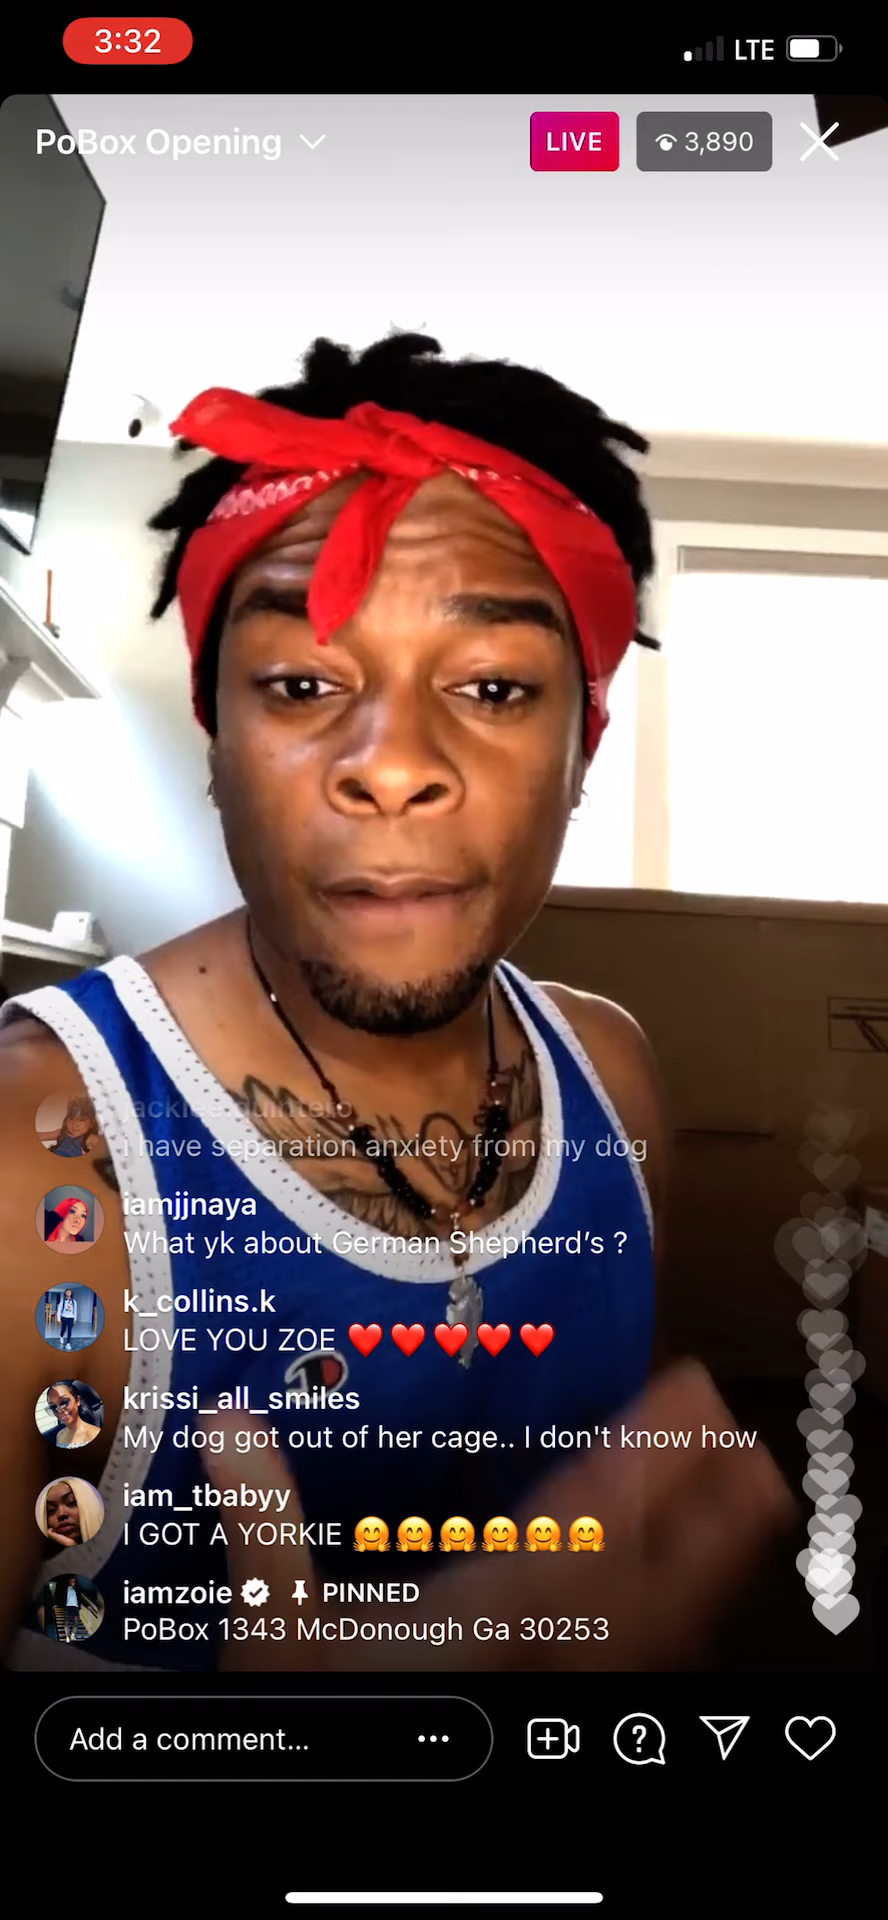 3:32
LTE
PoBox Opening
LIVE
3,890
jackiee.quintero
i have separation anxiety from my dog
iamjjnaya
What yk about German Shepherd's ?
k_collins.k
LOVE YOU ZOE ❤️❤️❤️❤️❤️
krissi_all_smiles
My dog got out of her cage.. I don't know how
iam_tbabyy
I GOT A YORKIE 🤗🤗🤗🤗🤗🤗
iamzoie PINNED
PoBox 1343 McDonough Ga 30253
Add a comment...